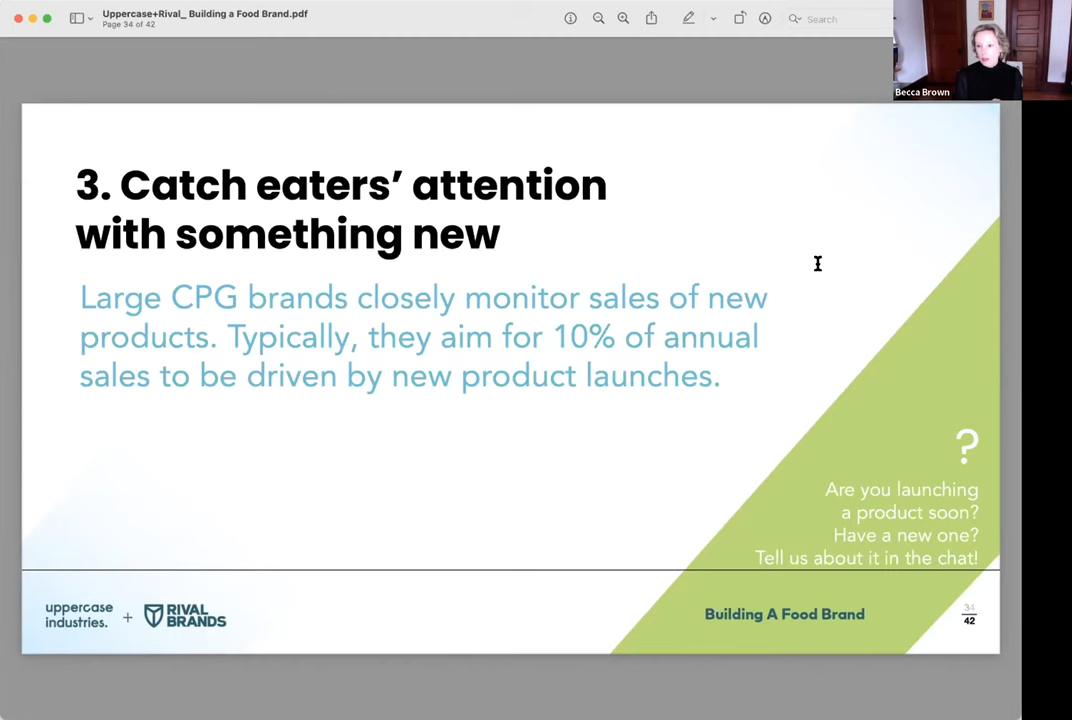 Uppercase+Rival_ Building a Food Brand.pdf
Page 34 of 42
Search
Becca Brown
3. Catch eaters’ attention
with something new
Large CPG brands closely monitor sales of new
products. Typically, they aim for 10% of annual
sales to be driven by new product launches.
?
Are you launching
a product soon?
Have a new one?
Tell us about it in the chat!
uppercase
industries.
+
RIVAL
BRANDS
Building A Food Brand
34
42